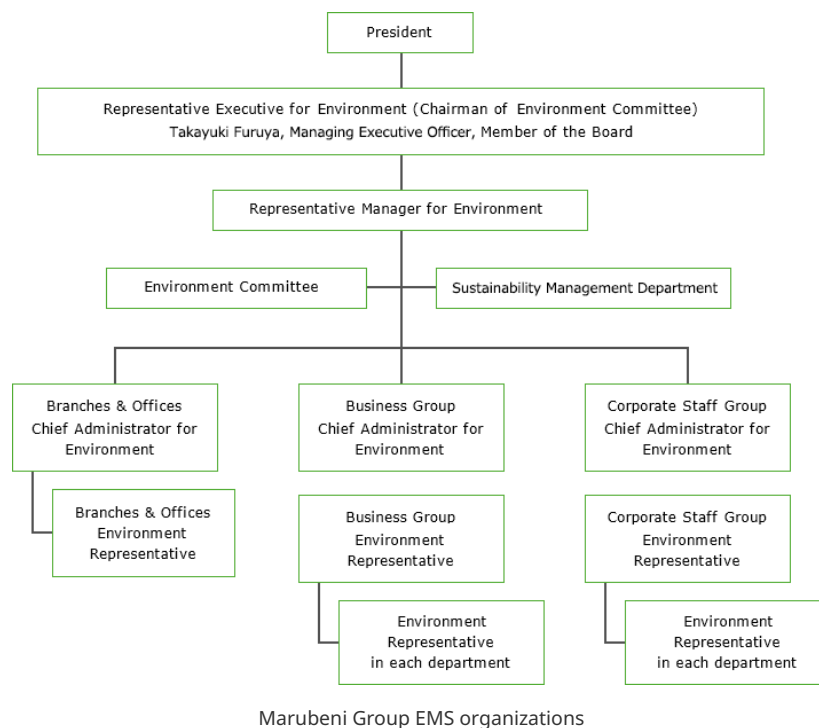 President
Representative Executive for Environment (Chairman of Environment Committee)
Takayuki Furuya, Managing Executive Officer, Member of the Board
Representative Manager for Environment
Environment Committee
Sustainability Management Department
Branches & Offices
Chief Administrator for
Environment
Business Group
Chief Administrator for
Environment
Corporate Staff Group
Chief Administrator for
Environment
Branches & Offices
Environment
Representative
Business Group
Environment
Representative
Corporate Staff Group
Environment
Representative
Environment
Representative
in each department
Environment
Representative
in each department
Marubeni Group EMS organizations